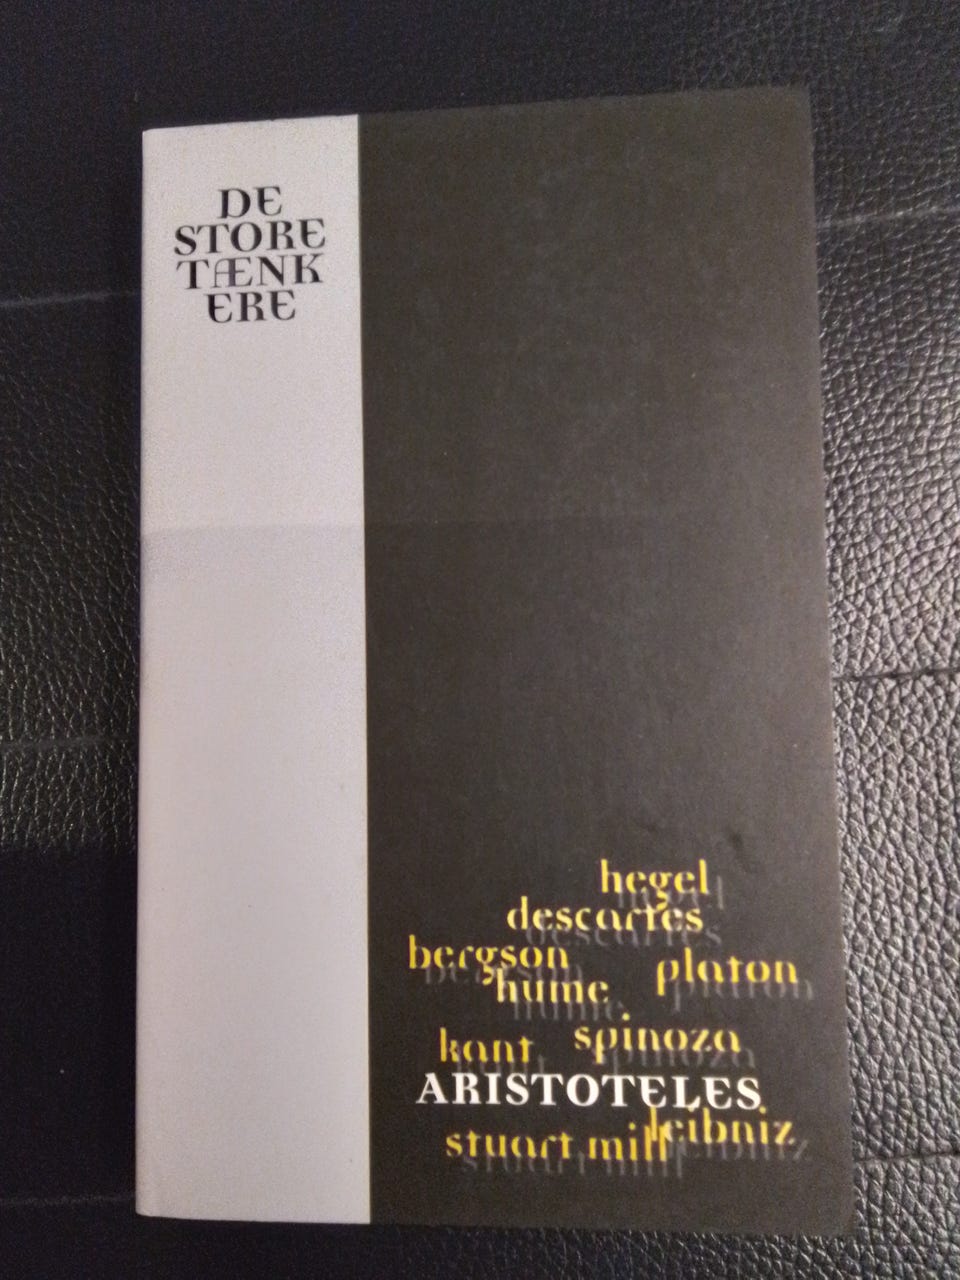 DE
STORE
TÆNK
ERE
hegel
descartes
bergson
platon
hume
spinoza
kant
ARISTOTELES
leibniz
stuart mill